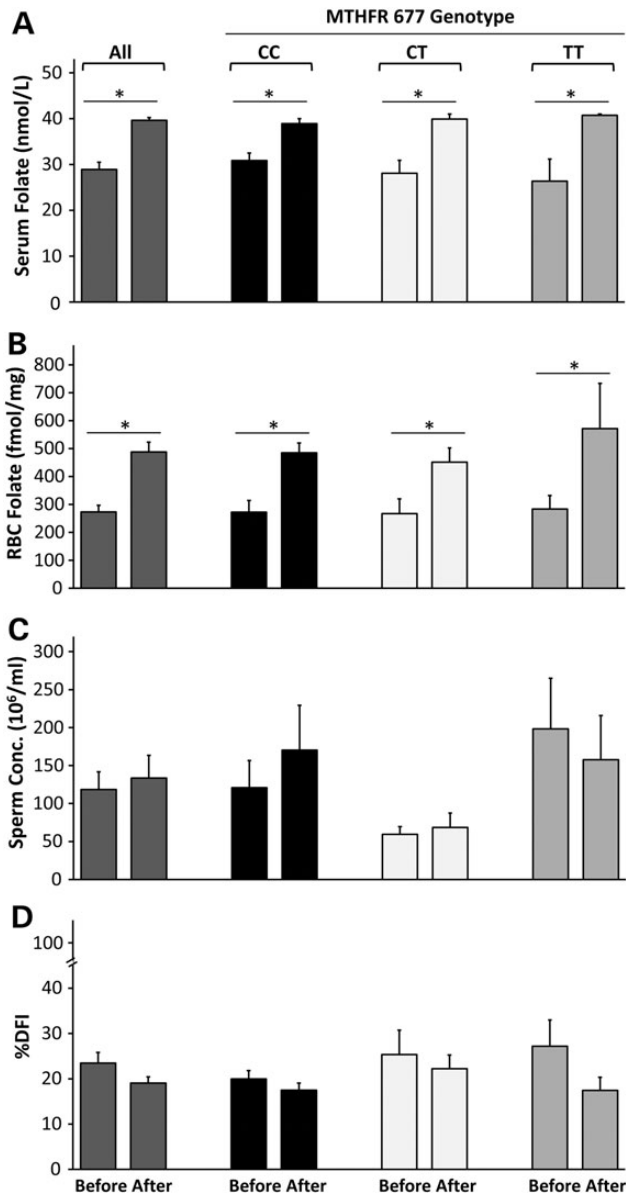 A
MTHFR 677 Genotype
All CC CT TT
Serum Folate (nmol/L)
50
40
30
20
10
0
* * * *
B
RBC Folate (fmol/mg)
800
700
600
500
400
300
200
100
0
* * * *
C
Sperm Conc. (10⁶/ml)
300
250
200
150
100
50
0
D
%DFI
100
40
30
20
10
0
Before After Before After Before After Before After